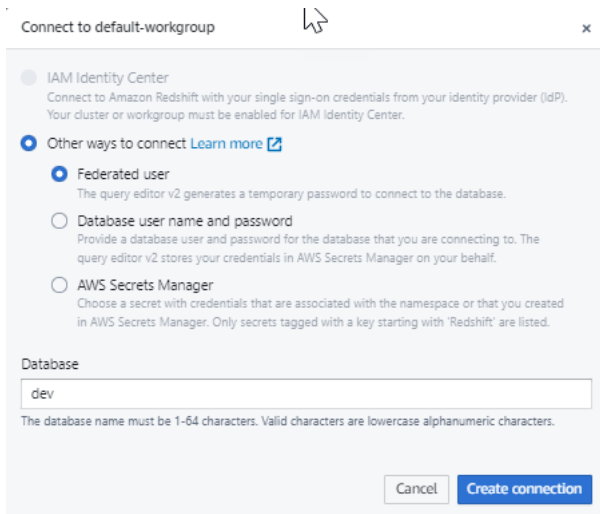 Connect to default-workgroup
×
IAM Identity Center
Connect to Amazon Redshift with your single sign-on credentials from your identity provider (IdP).
Your cluster or workgroup must be enabled for IAM Identity Center.
Other ways to connect Learn more
Federated user
The query editor v2 generates a temporary password to connect to the database.
Database user name and password
Provide a database user and password for the database that you are connecting to. The
query editor v2 stores your credentials in AWS Secrets Manager on your behalf.
AWS Secrets Manager
Choose a secret with credentials that are associated with the namespace or that you created
in AWS Secrets Manager. Only secrets tagged with a key starting with 'Redshift' are listed.
Database
dev
The database name must be 1-64 characters. Valid characters are lowercase alphanumeric characters.
Cancel Create connection